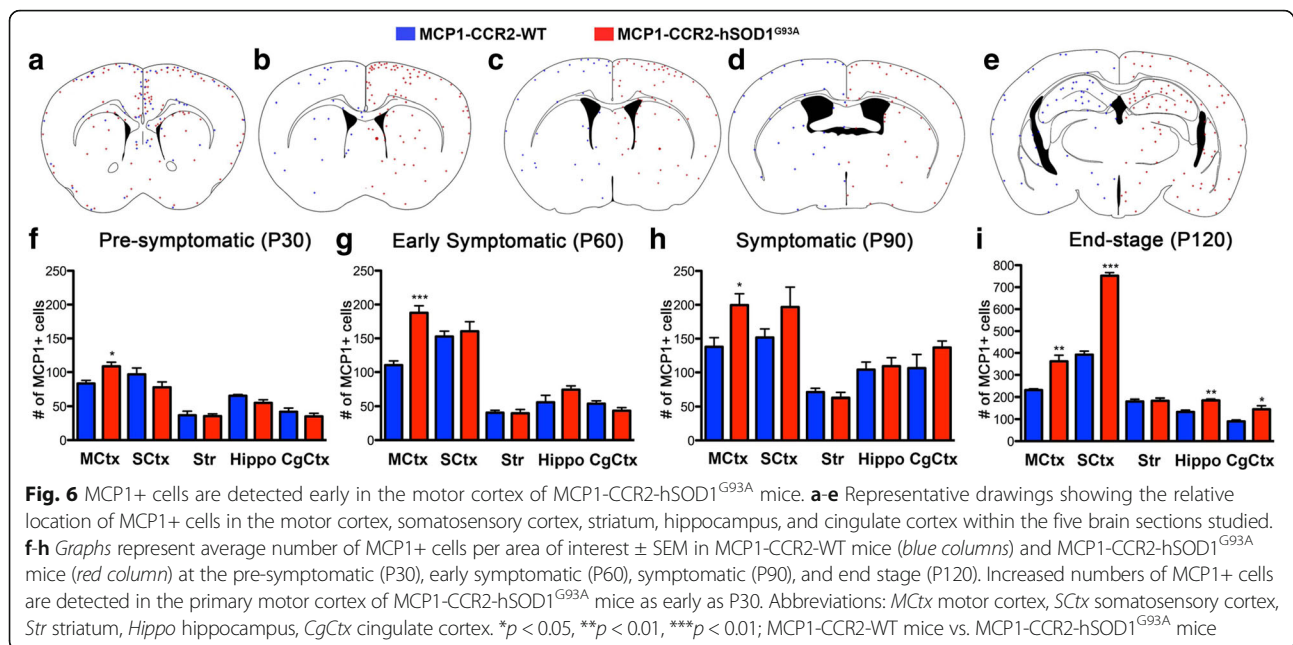 MCP1-CCR2-WT MCP1-CCR2-hSOD1G93A
a b c d e
f Pre-symptomatic (P30)
g Early Symptomatic (P60)
h Symptomatic (P90)
i End-stage (P120)
# of MCP1+ cells
250
200
150
100
50
0
*
MCtx SCtx Str Hippo CgCtx
# of MCP1+ cells
250
200
150
100
50
0
***
MCtx SCtx Str Hippo CgCtx
# of MCP1+ cells
250
200
150
100
50
0
*
MCtx SCtx Str Hippo CgCtx
# of MCP1+ cells
800
700
600
500
400
300
200
100
0
** *** ** *
MCtx SCtx Str Hippo CgCtx
Fig. 6 MCP1+ cells are detected early in the motor cortex of MCP1-CCR2-hSOD1G93A mice. a-e Representative drawings showing the relative
location of MCP1+ cells in the motor cortex, somatosensory cortex, striatum, hippocampus, and cingulate cortex within the five brain sections studied.
f-h Graphs represent average number of MCP1+ cells per area of interest ± SEM in MCP1-CCR2-WT mice (blue columns) and MCP1-CCR2-hSOD1G93A
mice (red column) at the pre-symptomatic (P30), early symptomatic (P60), symptomatic (P90), and end stage (P120). Increased numbers of MCP1+ cells
are detected in the primary motor cortex of MCP1-CCR2-hSOD1G93A mice as early as P30. Abbreviations: MCtx motor cortex, SCtx somatosensory cortex,
Str striatum, Hippo hippocampus, CgCtx cingulate cortex. *p < 0.05, **p < 0.01, ***p < 0.01; MCP1-CCR2-WT mice vs. MCP1-CCR2-hSOD1G93A mice